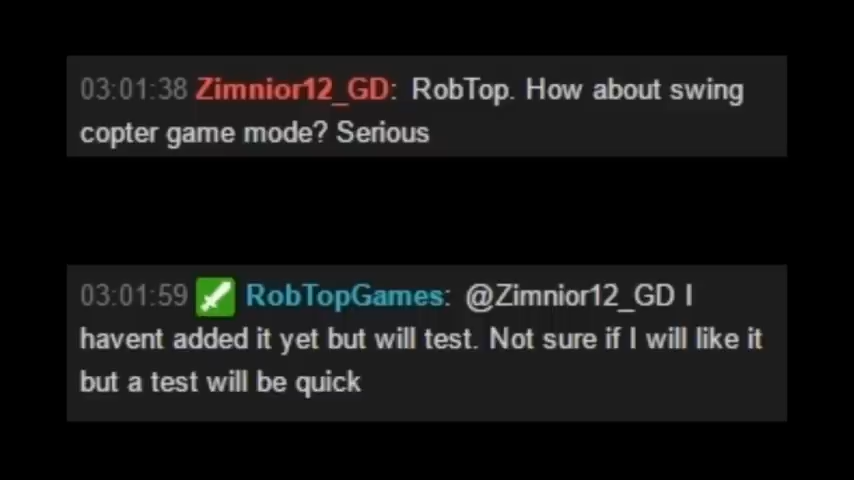 03:01:38 Zimnior12_GD: RobTop. How about swing
copter game mode? Serious
03:01:59 RobTopGames: @Zimnior12_GD I
havent added it yet but will test. Not sure if I will like it
but a test will be quick